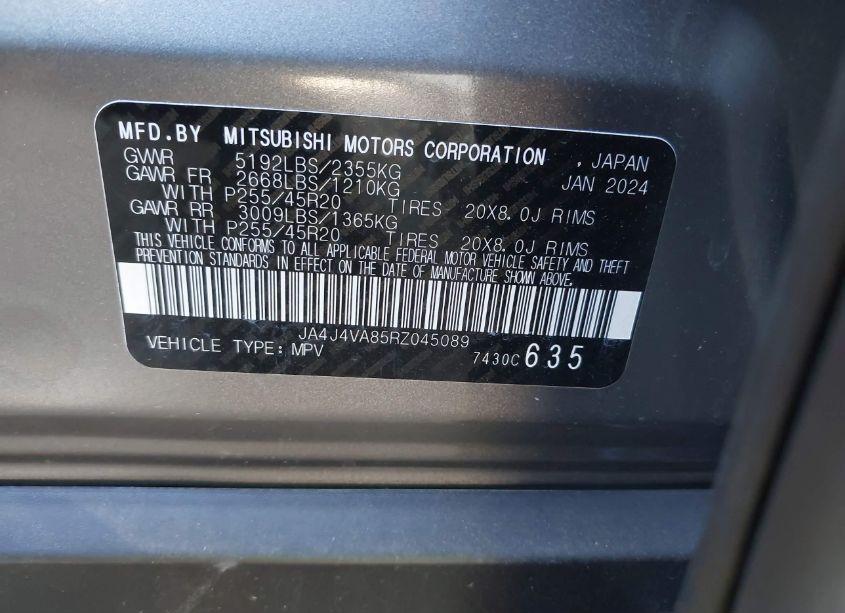 MFD.BY MITSUBISHI MOTORS CORPORATION , JAPAN
GVWR 5192LBS/2355KG JAN 2024
GAWR FR 2668LBS/1210KG
WITH P255/45R20 TIRES 20X8.0J RIMS
GAWR RR 3009LBS/1365KG
WITH P255/45R20 TIRES 20X8.0J RIMS
THIS VEHICLE CONFORMS TO ALL APPLICABLE FEDERAL MOTOR VEHICLE SAFETY AND THEFT
PREVENTION STANDARDS IN EFFECT ON THE DATE OF MANUFACTURE SHOWN ABOVE.
JA4J4VA85RZ045089
VEHICLE TYPE: MPV 7430C 635